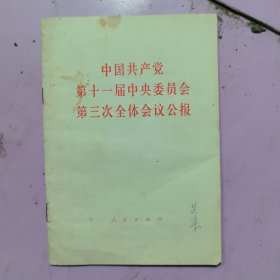 中国共产党
第十一届中央委员会
第三次全体会议公报
人民出版社